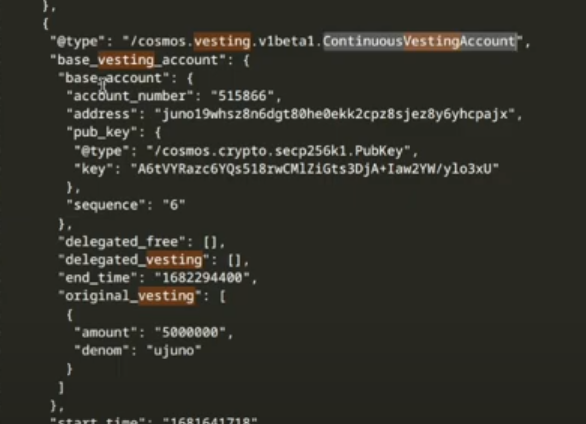 },
{
"@type": "/cosmos.vesting.v1beta1.ContinuousVestingAccount",
"base_vesting_account": {
"base_account": {
"account_number": "515866",
"address": "juno19whsz8n6dgt80he0ekk2cpz8sjez8y6yhcpajx",
"pub_key": {
"@type": "/cosmos.crypto.secp256k1.PubKey",
"key": "A6tVYRazc6YQs518rwCMlZiGts3DjA+Iaw2YW/ylo3xU"
},
"sequence": "6"
},
"delegated_free": [],
"delegated_vesting": [],
"end_time": "1682294400",
"original_vesting": [
{
"amount": "5000000",
"denom": "ujuno"
}
]
},
"start_time": "1681641718"